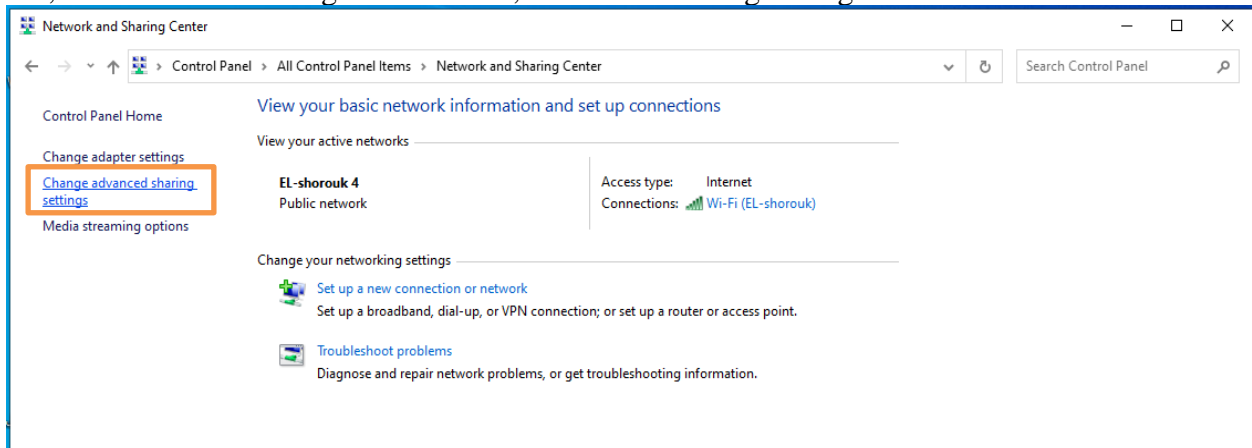 Network and Sharing Center
Control Panel > All Control Panel Items > Network and Sharing Center
Search Control Panel
Control Panel Home
Change adapter settings
Change advanced sharing
settings
Media streaming options
View your basic network information and set up connections
View your active networks
EL-shorouk 4
Public network
Access type: Internet
Connections: Wi-Fi (EL-shorouk)
Change your networking settings
Set up a new connection or network
Set up a broadband, dial-up, or VPN connection; or set up a router or access point.
Troubleshoot problems
Diagnose and repair network problems, or get troubleshooting information.